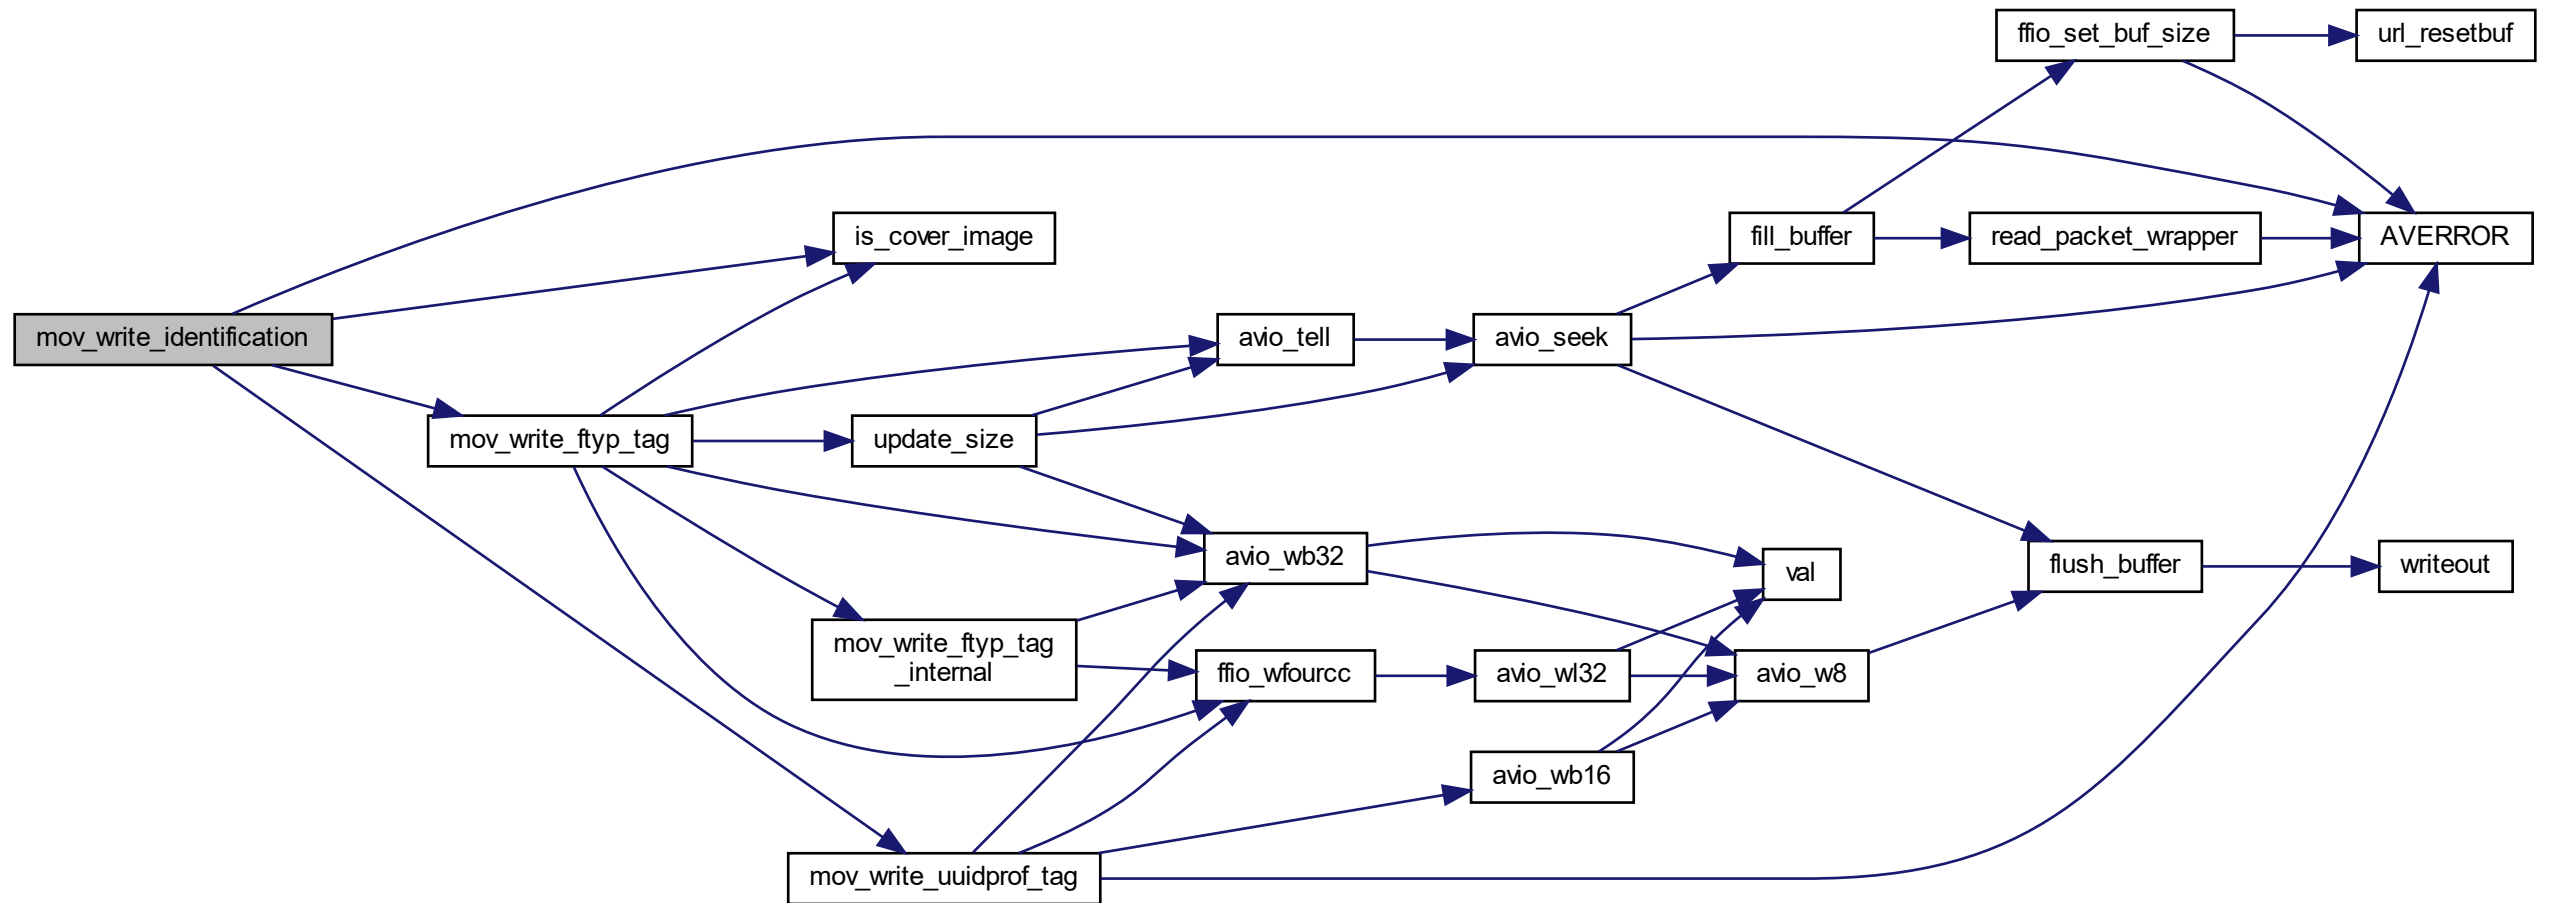 ffio_set_buf_size
url_resetbuf
is_cover_image
fill_buffer
read_packet_wrapper
AVERROR
mov_write_identification
avio_tell
avio_seek
mov_write_ftyp_tag
update_size
avio_wb32
val
flush_buffer
writeout
mov_write_ftyp_tag
_internal
ffio_wfourcc
avio_wl32
avio_w8
avio_wb16
mov_write_uuidprof_tag